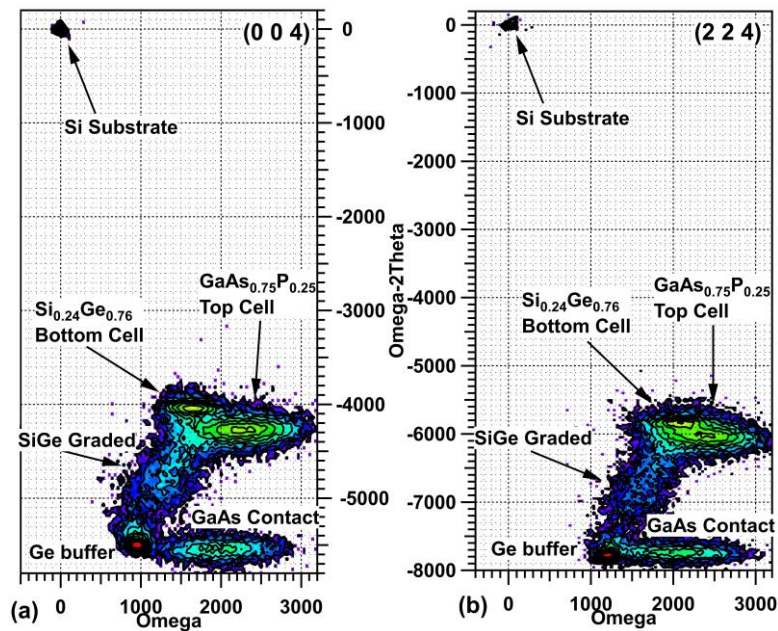 (0 0 4)
0
Si Substrate
-1000
-2000
-3000
GaAs0.75P0.25
Top Cell
Si0.24Ge0.76
Bottom Cell
-4000
SiGe Graded
-5000
GaAs Contact
Ge buffer
(a)
0
1000
2000
3000
Omega
(2 2 4)
0
Si Substrate
-1000
-2000
-3000
-4000
Omega-2Theta
GaAs0.75P0.25
Top Cell
Si0.24Ge0.76
Bottom Cell
-5000
-6000
SiGe Graded
-7000
GaAs Contact
Ge buffer
-8000
(b)
0
1000
2000
3000
Omega